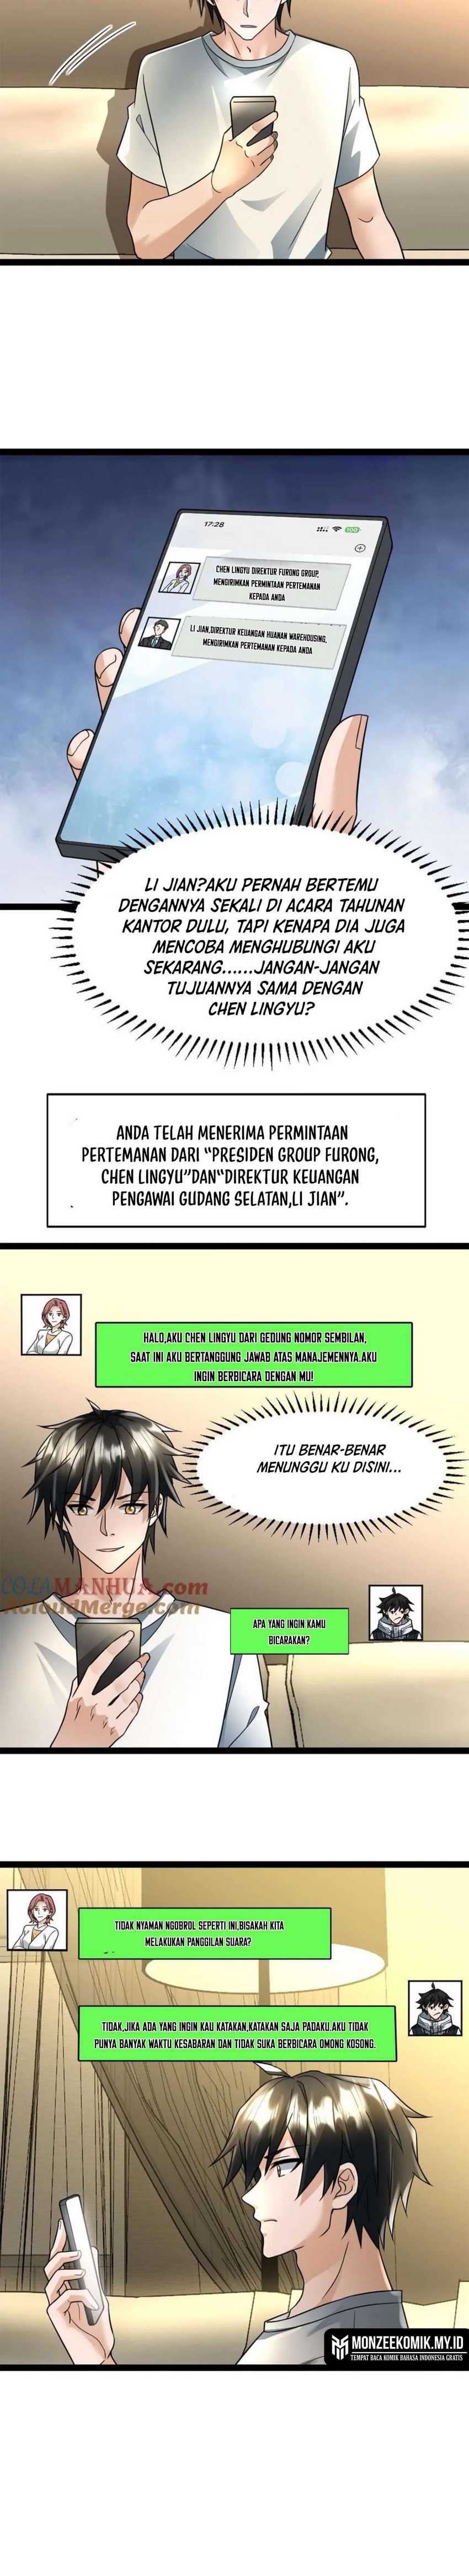 17:28
100
CHEN LINGYU DIREKTUR FURONG GROUP,
MENGIRIMKAN PERMINTAAN PERTEMANAN
KEPADA ANDA
LI JIAN,DIREKTUR KEUANGAN HUANAN WAREHOUSING,
MENGIRIMKAN PERTEMANAN KEPADA ANDA
LI JIAN?AKU PERNAH BERTEMU
DENGANNYA SEKALI DI ACARA TAHUNAN
KANTOR DULU, TAPI KENAPA DIA JUGA
MENCOBA MENGHUBUNGI AKU
SEKARANG......JANGAN-JANGAN
TUJUANNYA SAMA DENGAN
CHEN LINGYU?
ANDA TELAH MENERIMA PERMINTAAN
PERTEMANAN DARI "PRESIDEN GROUP FURONG,
CHEN LINGYU"DAN"DIREKTUR KEUANGAN
PENGAWAI GUDANG SELATAN,LI JIAN".
HALO,AKU CHEN LINGYU DARI GEDUNG NOMOR SEMBILAN,
SAAT INI AKU BERTANGGUNG JAWAB ATAS MANAJEMENNYA.AKU
INGIN BERBICARA DENGAN MU!
ITU BENAR-BENAR
MENUNGGU KU DISINI...
COLAMANHUA.com
AcloudMerge.com
APA YANG INGIN KAMU
BICARAKAN?
TIDAK NYAMAN NGOBROL SEPERTI INI,BISAKAH KITA
MELAKUKAN PANGGILAN SUARA?
TIDAK,JIKA ADA YANG INGIN KAU KATAKAN,KATAKAN SAJA PADAKU.AKU TIDAK
PUNYA BANYAK WAKTU KESABARAN DAN TIDAK SUKA BERBICARA OMONG KOSONG.
MONZEEKOMIK.MY.ID
TEMPAT BACA KOMIK BAHASA INDONESIA GRATIS